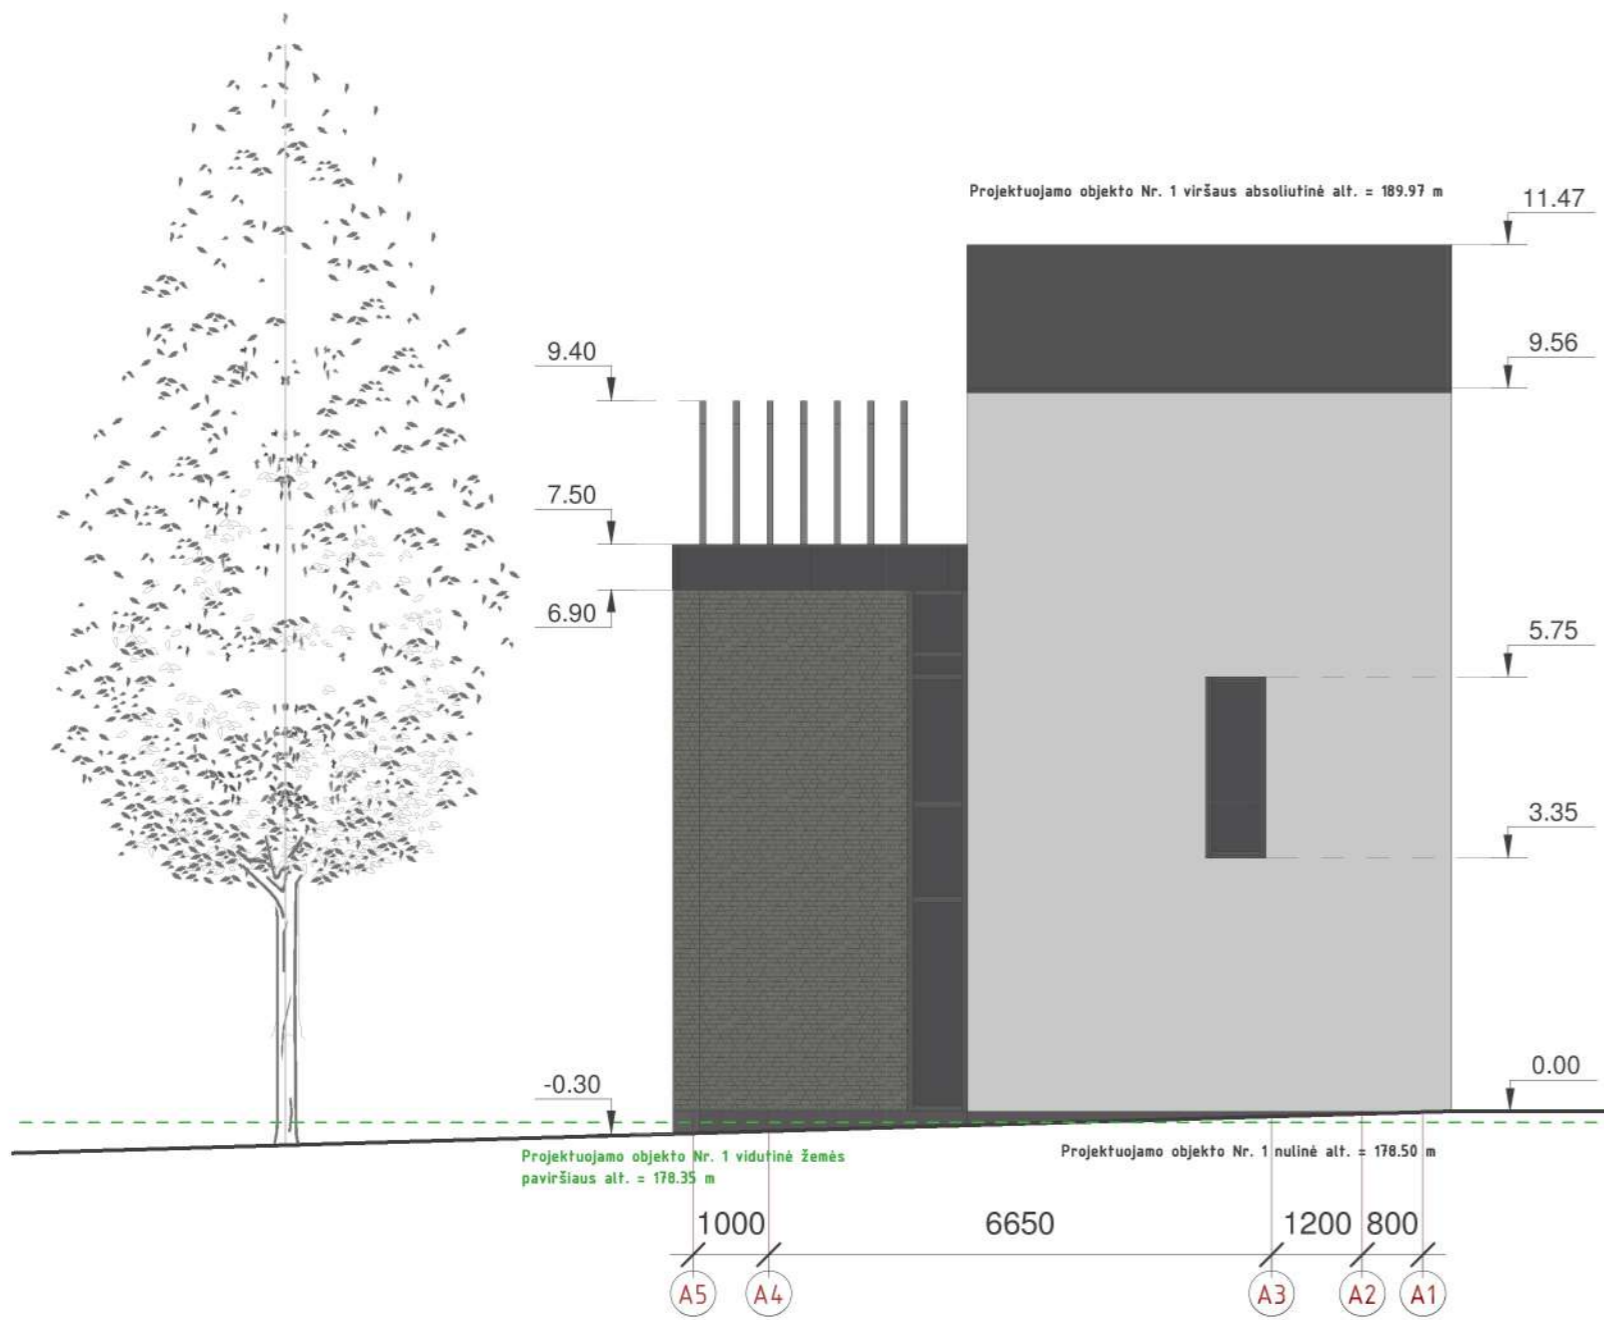 Projektuojamo objekto Nr. 1 viršaus absoliutinė alt. = 189.97 m
11.47
9.56
9.40
7.50
6.90
5.75
3.35
0.00
-0.30
Projektuojamo objekto Nr. 1 vidutinė žemės
paviršiaus alt. = 178.35 m
Projektuojamo objekto Nr. 1 nulinė alt. = 178.50 m
1000 6650 1200 800
A5 A4 A3 A2 A1